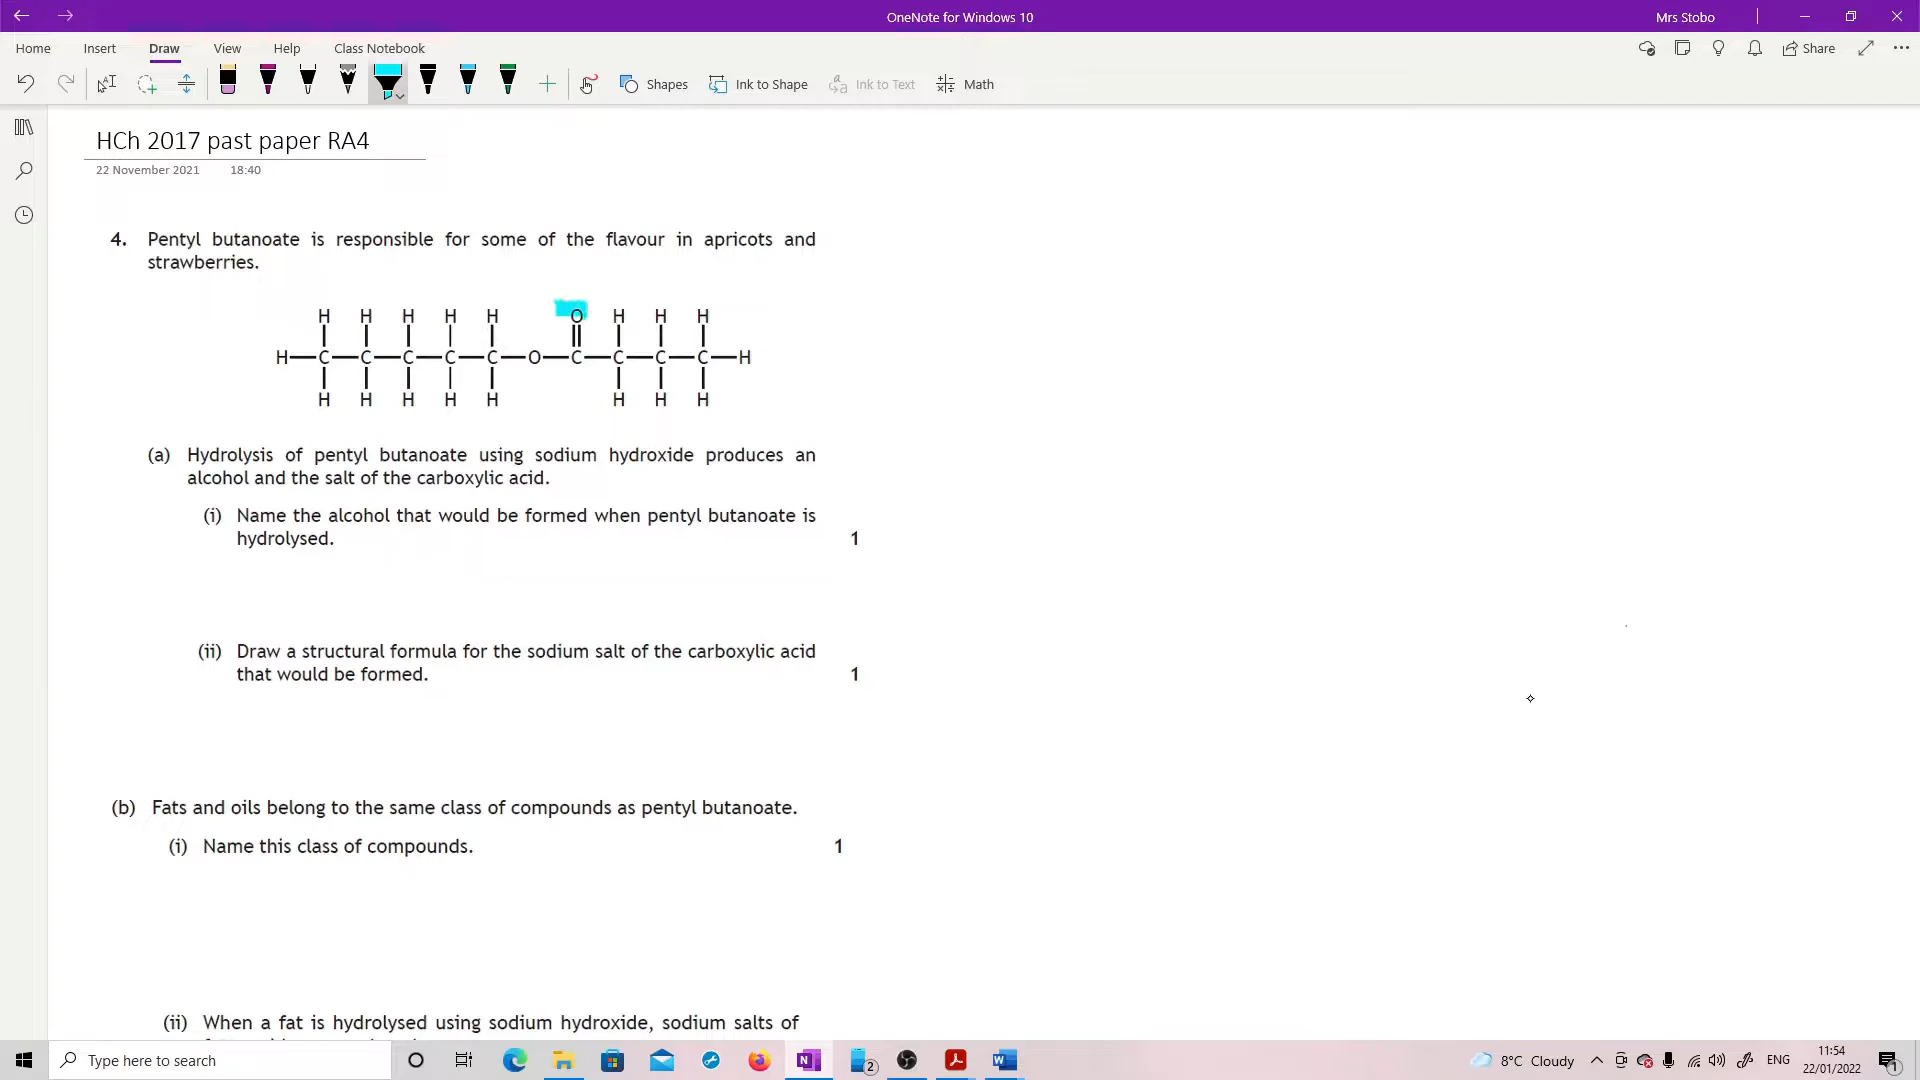 OneNote for Windows 10
Mrs Stobo
Home Insert Draw View Help Class Notebook
Share
Shapes Ink to Shape Ink to Text Math
HCh 2017 past paper RA4
22 November 2021 18:40
4. Pentyl butanoate is responsible for some of the flavour in apricots and
strawberries.
H H H H H O H H H
H C C C C C O C C C C H
H H H H H H H H
(a) Hydrolysis of pentyl butanoate using sodium hydroxide produces an
alcohol and the salt of the carboxylic acid.
(i) Name the alcohol that would be formed when pentyl butanoate is
hydrolysed. 1
(ii) Draw a structural formula for the sodium salt of the carboxylic acid
that would be formed. 1
(b) Fats and oils belong to the same class of compounds as pentyl butanoate.
(i) Name this class of compounds. 1
(ii) When a fat is hydrolysed using sodium hydroxide, sodium salts of
Type here to search
2
8°C Cloudy
ENG
11:54
22/01/2022
1